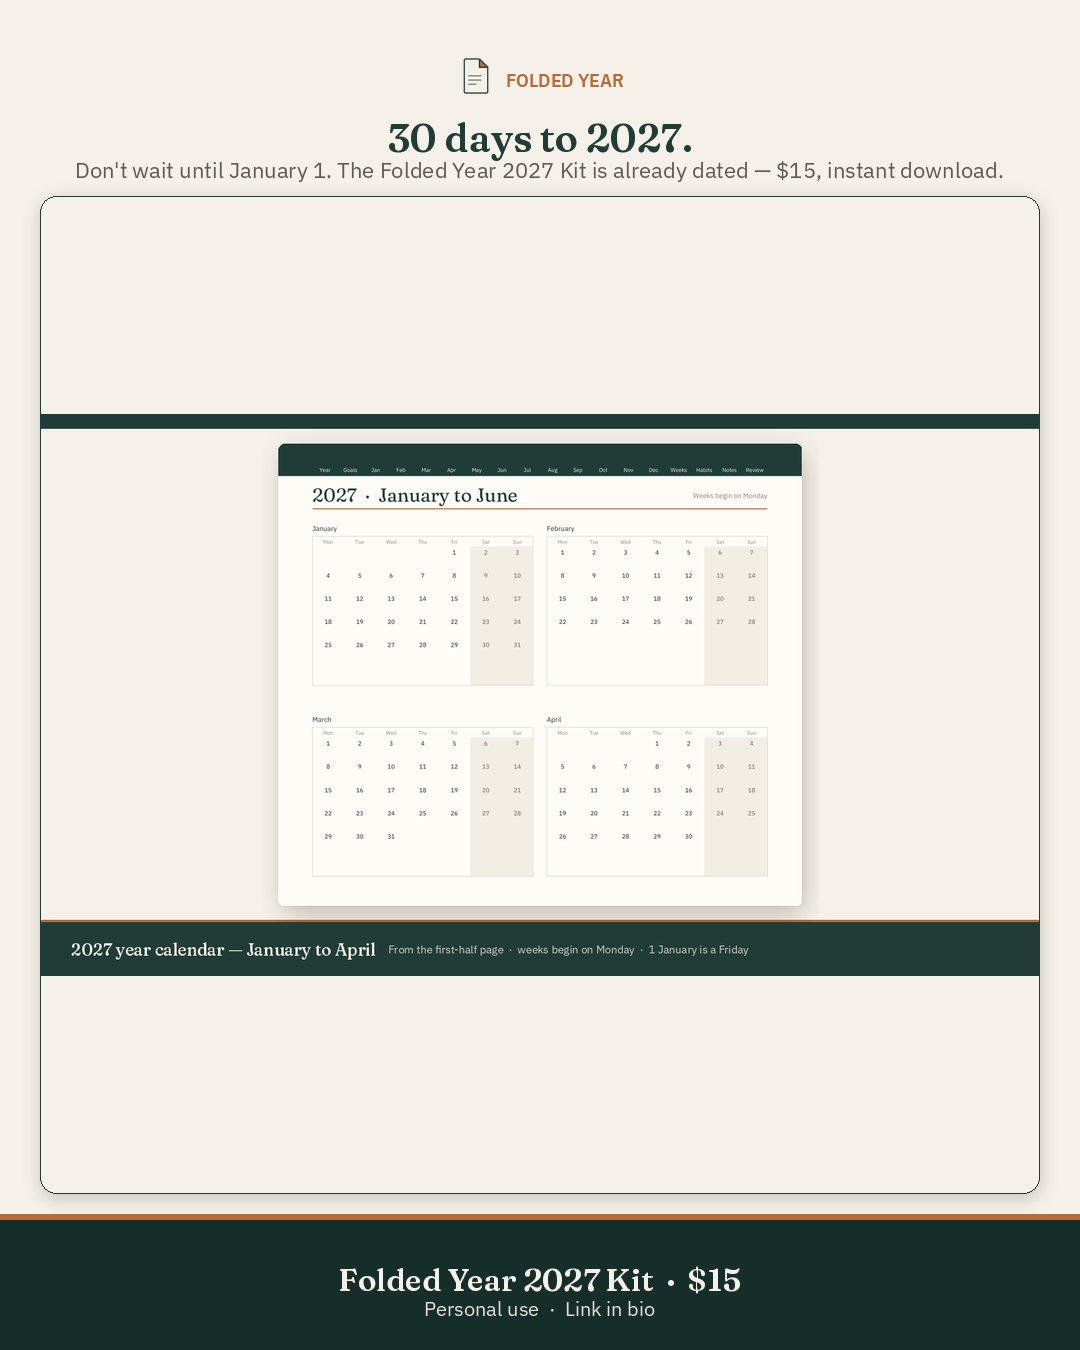 FOLDED YEAR
30 days to 2027.
Don't wait until January 1. The Folded Year 2027 Kit is already dated — $15, instant download.
Year Goals Jan Feb Mar Apr May Jun Jul Aug Sep Oct Nov Dec Weeks Habits Notes Review
2027 · January to June
Weeks begin on Monday
January
Mon Tue Wed Thu Fri Sat Sun
1 2 3
4 5 6 7 8 9 10
11 12 13 14 15 16 17
18 19 20 21 22 23 24
25 26 27 28 29 30 31
February
Mon Tue Wed Thu Fri Sat Sun
1 2 3 4 5 6 7
8 9 10 11 12 13 14
15 16 17 18 19 20 21
22 23 24 25 26 27 28
March
Mon Tue Wed Thu Fri Sat Sun
1 2 3 4 5 6 7
8 9 10 11 12 13 14
15 16 17 18 19 20 21
22 23 24 25 26 27 28
29 30 31
April
Mon Tue Wed Thu Fri Sat Sun
1 2 3 4
5 6 7 8 9 10 11
12 13 14 15 16 17 18
19 20 21 22 23 24 25
26 27 28 29 30
2027 year calendar — January to April
From the first-half page · weeks begin on Monday · 1 January is a Friday
Folded Year 2027 Kit · $15
Personal use · Link in bio